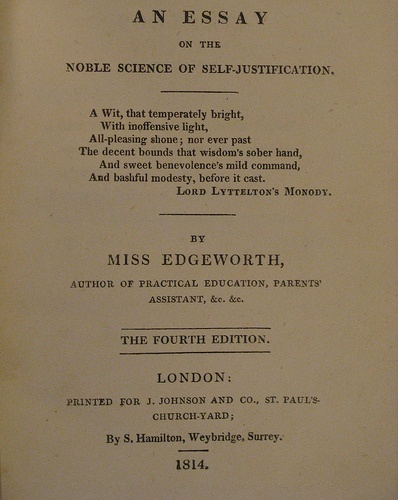 AN ESSAY
ON THE
NOBLE SCIENCE OF SELF-JUSTIFICATION.
A Wit, that temperately bright,
With inoffensive light,
All-pleasing shone; nor ever past
The decent bounds that wisdom's sober hand,
And sweet benevolence's mild command,
And bashful modesty, before it cast.
LORD LYTTELTON'S MONODY.
BY
MISS EDGEWORTH,
AUTHOR OF PRACTICAL EDUCATION, PARENTS'
ASSISTANT, &c. &c.
THE FOURTH EDITION.
LONDON:
PRINTED FOR J. JOHNSON AND CO., ST. PAUL'S-
CHURCH-YARD;
By S. Hamilton, Weybridge, Surrey.
1814.